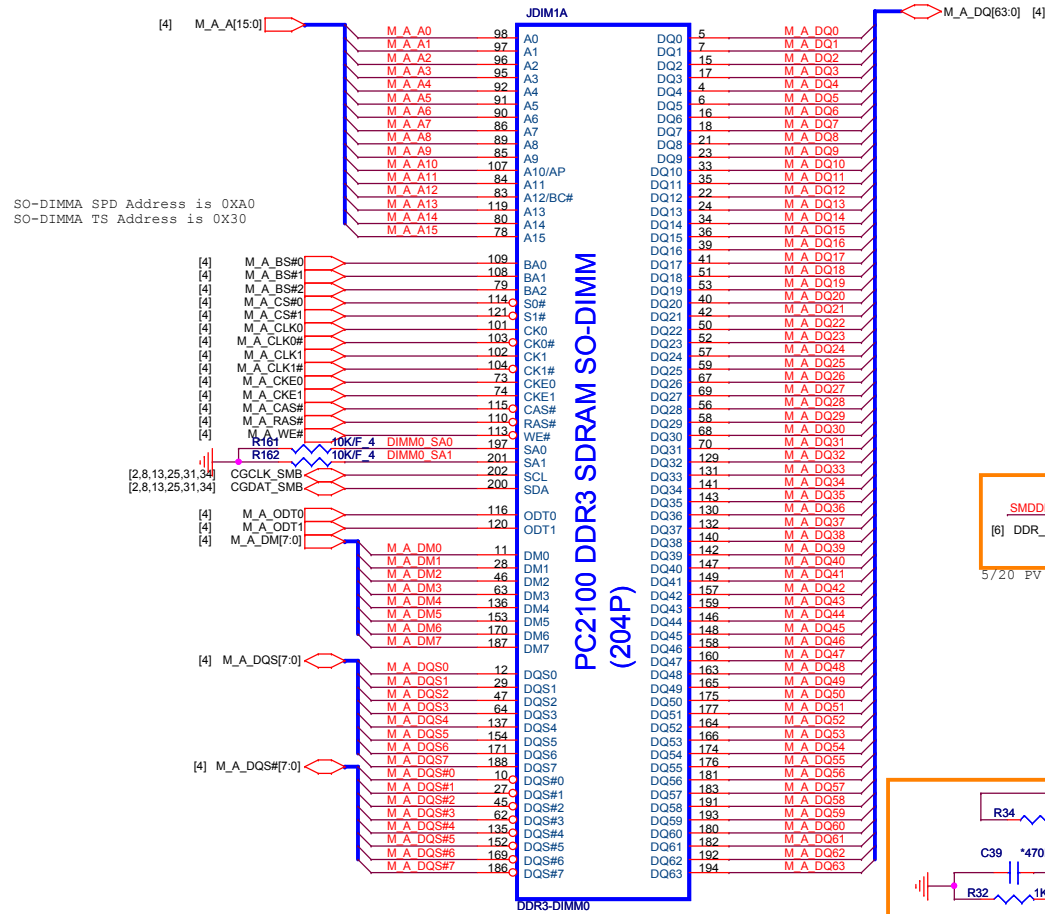 JDIM1A
[4] M_A_A[15:0]
M_A_DQ[63:0] [4]
M_A_A0 98 A0
M_A_A1 97 A1
M_A_A2 96 A2
M_A_A3 95 A3
M_A_A4 92 A4
M_A_A5 91 A5
M_A_A6 90 A6
M_A_A7 86 A7
M_A_A8 89 A8
M_A_A9 85 A9
M_A_A10 107 A10/AP
M_A_A11 84 A11
M_A_A12 83 A12/BC#
M_A_A13 119 A13
M_A_A14 80 A14
M_A_A15 78 A15
SO-DIMMA SPD Address is 0XA0
SO-DIMMA TS Address is 0X30
[4] M_A_BS#0 109 BA0
[4] M_A_BS#1 108 BA1
[4] M_A_BS#2 79 BA2
[4] M_A_CS#0 114 S0#
[4] M_A_CS#1 121 S1#
[4] M_A_CLK0 101 CK0
[4] M_A_CLK0# 103 CK0#
[4] M_A_CLK1 102 CK1
[4] M_A_CLK1# 104 CK1#
[4] M_A_CKE0 73 CKE0
[4] M_A_CKE1 74 CKE1
[4] M_A_CAS# 115 CAS#
[4] M_A_RAS# 110 RAS#
[4] M_A_WE# 113 WE#
R161 10K/F_4 DIMM0_SA0 197 SA0
R162 10K/F_4 DIMM0_SA1 201 SA1
[2,8,13,25,31,34] CGCLK_SMB 202 SCL
[2,8,13,25,31,34] CGDAT_SMB 200 SDA
[4] M_A_ODT0 116 ODT0
[4] M_A_ODT1 120 ODT1
[4] M_A_DM[7:0]
M_A_DM0 11 DM0
M_A_DM1 28 DM1
M_A_DM2 46 DM2
M_A_DM3 63 DM3
M_A_DM4 136 DM4
M_A_DM5 153 DM5
M_A_DM6 170 DM6
M_A_DM7 187 DM7
[4] M_A_DQS[7:0]
M_A_DQS0 12 DQS0
M_A_DQS1 29 DQS1
M_A_DQS2 47 DQS2
M_A_DQS3 64 DQS3
M_A_DQS4 137 DQS4
M_A_DQS5 154 DQS5
M_A_DQS6 171 DQS6
M_A_DQS7 188 DQS7
[4] M_A_DQS#[7:0]
M_A_DQS#0 10 DQS#0
M_A_DQS#1 27 DQS#1
M_A_DQS#2 45 DQS#2
M_A_DQS#3 62 DQS#3
M_A_DQS#4 135 DQS#4
M_A_DQS#5 152 DQS#5
M_A_DQS#6 169 DQS#6
M_A_DQS#7 186 DQS#7
PC2100 DDR3 SDRAM SO-DIMM
(204P)
DQ0 5 M_A_DQ0
DQ1 7 M_A_DQ1
DQ2 15 M_A_DQ2
DQ3 17 M_A_DQ3
DQ4 4 M_A_DQ4
DQ5 6 M_A_DQ5
DQ6 16 M_A_DQ6
DQ7 18 M_A_DQ7
DQ8 21 M_A_DQ8
DQ9 23 M_A_DQ9
DQ10 33 M_A_DQ10
DQ11 35 M_A_DQ11
DQ12 22 M_A_DQ12
DQ13 24 M_A_DQ13
DQ14 34 M_A_DQ14
DQ15 36 M_A_DQ15
DQ16 39 M_A_DQ16
DQ17 41 M_A_DQ17
DQ18 51 M_A_DQ18
DQ19 53 M_A_DQ19
DQ20 40 M_A_DQ20
DQ21 42 M_A_DQ21
DQ22 50 M_A_DQ22
DQ23 52 M_A_DQ23
DQ24 57 M_A_DQ24
DQ25 59 M_A_DQ25
DQ26 67 M_A_DQ26
DQ27 69 M_A_DQ27
DQ28 56 M_A_DQ28
DQ29 58 M_A_DQ29
DQ30 68 M_A_DQ30
DQ31 70 M_A_DQ31
DQ32 129 M_A_DQ32
DQ33 131 M_A_DQ33
DQ34 141 M_A_DQ34
DQ35 143 M_A_DQ35
DQ36 130 M_A_DQ36
DQ37 132 M_A_DQ37
DQ38 140 M_A_DQ38
DQ39 142 M_A_DQ39
DQ40 147 M_A_DQ40
DQ41 149 M_A_DQ41
DQ42 157 M_A_DQ42
DQ43 159 M_A_DQ43
DQ44 146 M_A_DQ44
DQ45 148 M_A_DQ45
DQ46 158 M_A_DQ46
DQ47 160 M_A_DQ47
DQ48 163 M_A_DQ48
DQ49 165 M_A_DQ49
DQ50 175 M_A_DQ50
DQ51 177 M_A_DQ51
DQ52 164 M_A_DQ52
DQ53 166 M_A_DQ53
DQ54 174 M_A_DQ54
DQ55 176 M_A_DQ55
DQ56 181 M_A_DQ56
DQ57 183 M_A_DQ57
DQ58 191 M_A_DQ58
DQ59 193 M_A_DQ59
DQ60 180 M_A_DQ60
DQ61 182 M_A_DQ61
DQ62 192 M_A_DQ62
DQ63 194 M_A_DQ63
DDR3-DIMM0
SMDD
[6] DDR_
5/20 PV
R34
C39 *470
R32 1K